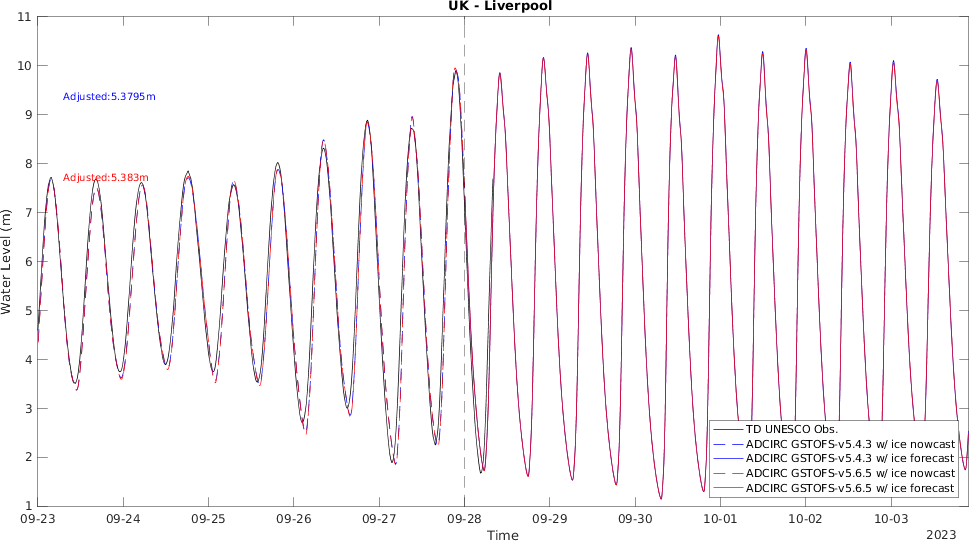 UK - Liverpool
11
10
9
8
7
6
5
4
3
2
1
Water Level (m)
Adjusted:5.3795m
Adjusted:5.383m
TD UNESCO Obs.
ADCIRC GSTOFS-v5.4.3 w/ ice nowcast
ADCIRC GSTOFS-v5.4.3 w/ ice forecast
ADCIRC GSTOFS-v5.6.5 w/ ice nowcast
ADCIRC GSTOFS-v5.6.5 w/ ice forecast
09-23 09-24 09-25 09-26 09-27 09-28 09-29 09-30 10-01 10-02 10-03
Time
2023